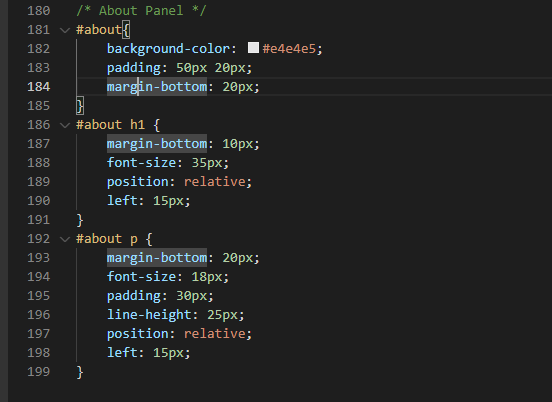 180 /* About Panel */
181 #about{
182 background-color: #e4e4e5;
183 padding: 50px 20px;
184 margin-bottom: 20px;
185 }
186 #about h1 {
187 margin-bottom: 10px;
188 font-size: 35px;
189 position: relative;
190 left: 15px;
191 }
192 #about p {
193 margin-bottom: 20px;
194 font-size: 18px;
195 padding: 30px;
196 line-height: 25px;
197 position: relative;
198 left: 15px;
199 }